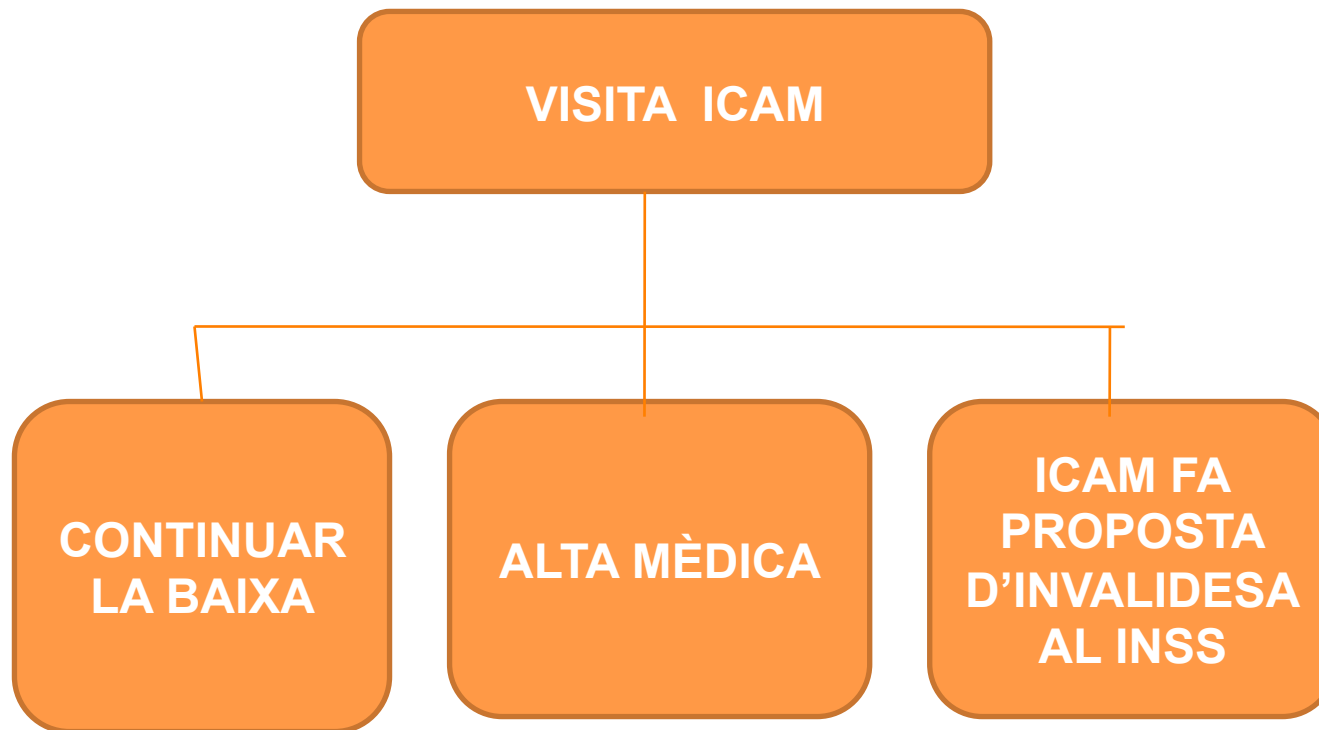 VISITA  ICAM
CONTINUAR
LA BAIXA
ALTA MÈDICA
ICAM FA
PROPOSTA
D’INVALIDESA
AL INSS